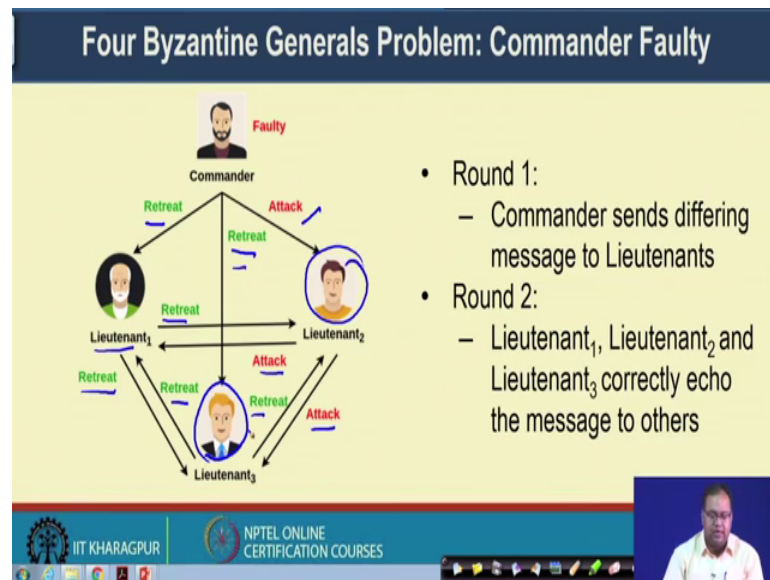 Four Byzantine Generals Problem: Commander Faulty
Faulty
Commander
Retreat
Attack
Retreat
Retreat
Lieutenant1
Lieutenant2
Attack
Retreat
Retreat
Retreat
Attack
Lieutenant3
• Round 1:
– Commander sends differing
message to Lieutenants
• Round 2:
– Lieutenant1, Lieutenant2 and
Lieutenant3 correctly echo
the message to others
IIT KHARAGPUR
NPTEL ONLINE
CERTIFICATION COURSES